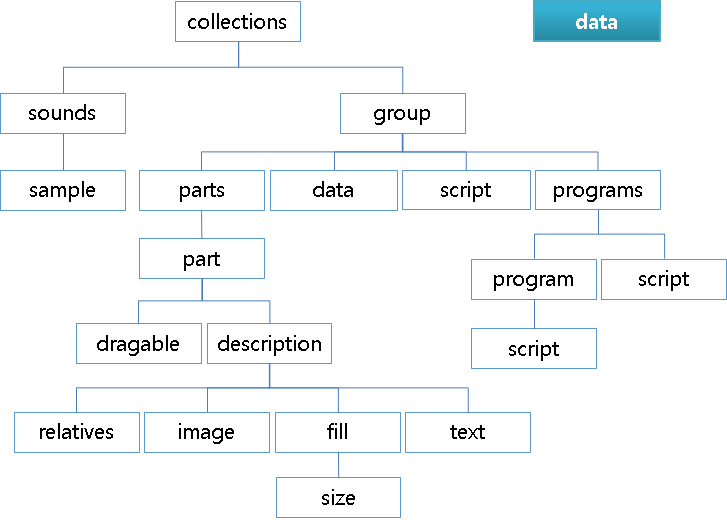 collections
data
sounds
group
sample
parts
data
script
programs
part
program
script
dragable
description
script
relatives
image
fill
text
size